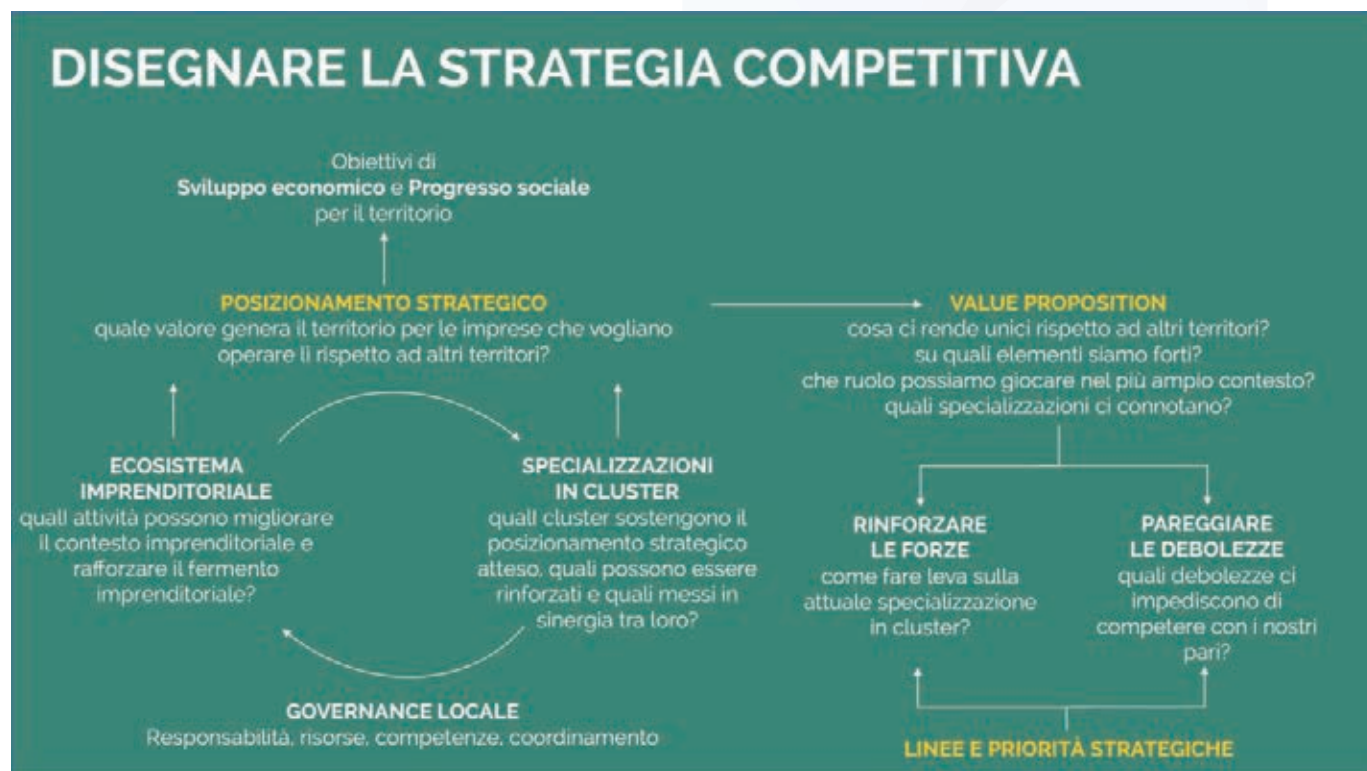 DISEGNARE LA STRATEGIA COMPETITIVA
Obiettivi di
Sviluppo economico e Progresso sociale
per il territorio
POSIZIONAMENTO STRATEGICO
quale valore genera il territorio per le imprese che vogliano
operare lì rispetto ad altri territori?
VALUE PROPOSITION
cosa ci rende unici rispetto ad altri territori?
su quali elementi siamo forti?
che ruolo possiamo giocare nel più ampio contesto?
quali specializzazioni ci connotano?
ECOSISTEMA
IMPRENDITORIALE
quali attività possono migliorare
il contesto imprenditoriale e
rafforzare il fermento
imprenditoriale?
SPECIALIZZAZIONI
IN CLUSTER
quali cluster sostengono il
posizionamento strategico
atteso, quali possono essere
rinforzati e quali messi in
sinergia tra loro?
RINFORZARE
LE FORZE
come fare leva sulla
attuale specializzazione
in cluster?
PAREGGIARE
LE DEBOLEZZE
quali debolezze ci
impediscono di
competere con i nostri
pari?
GOVERNANCE LOCALE
Responsabilità, risorse, competenze, coordinamento
LINEE E PRIORITÀ STRATEGICHE